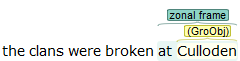 zonal frame
(GroObj)
the clans were broken at Culloden